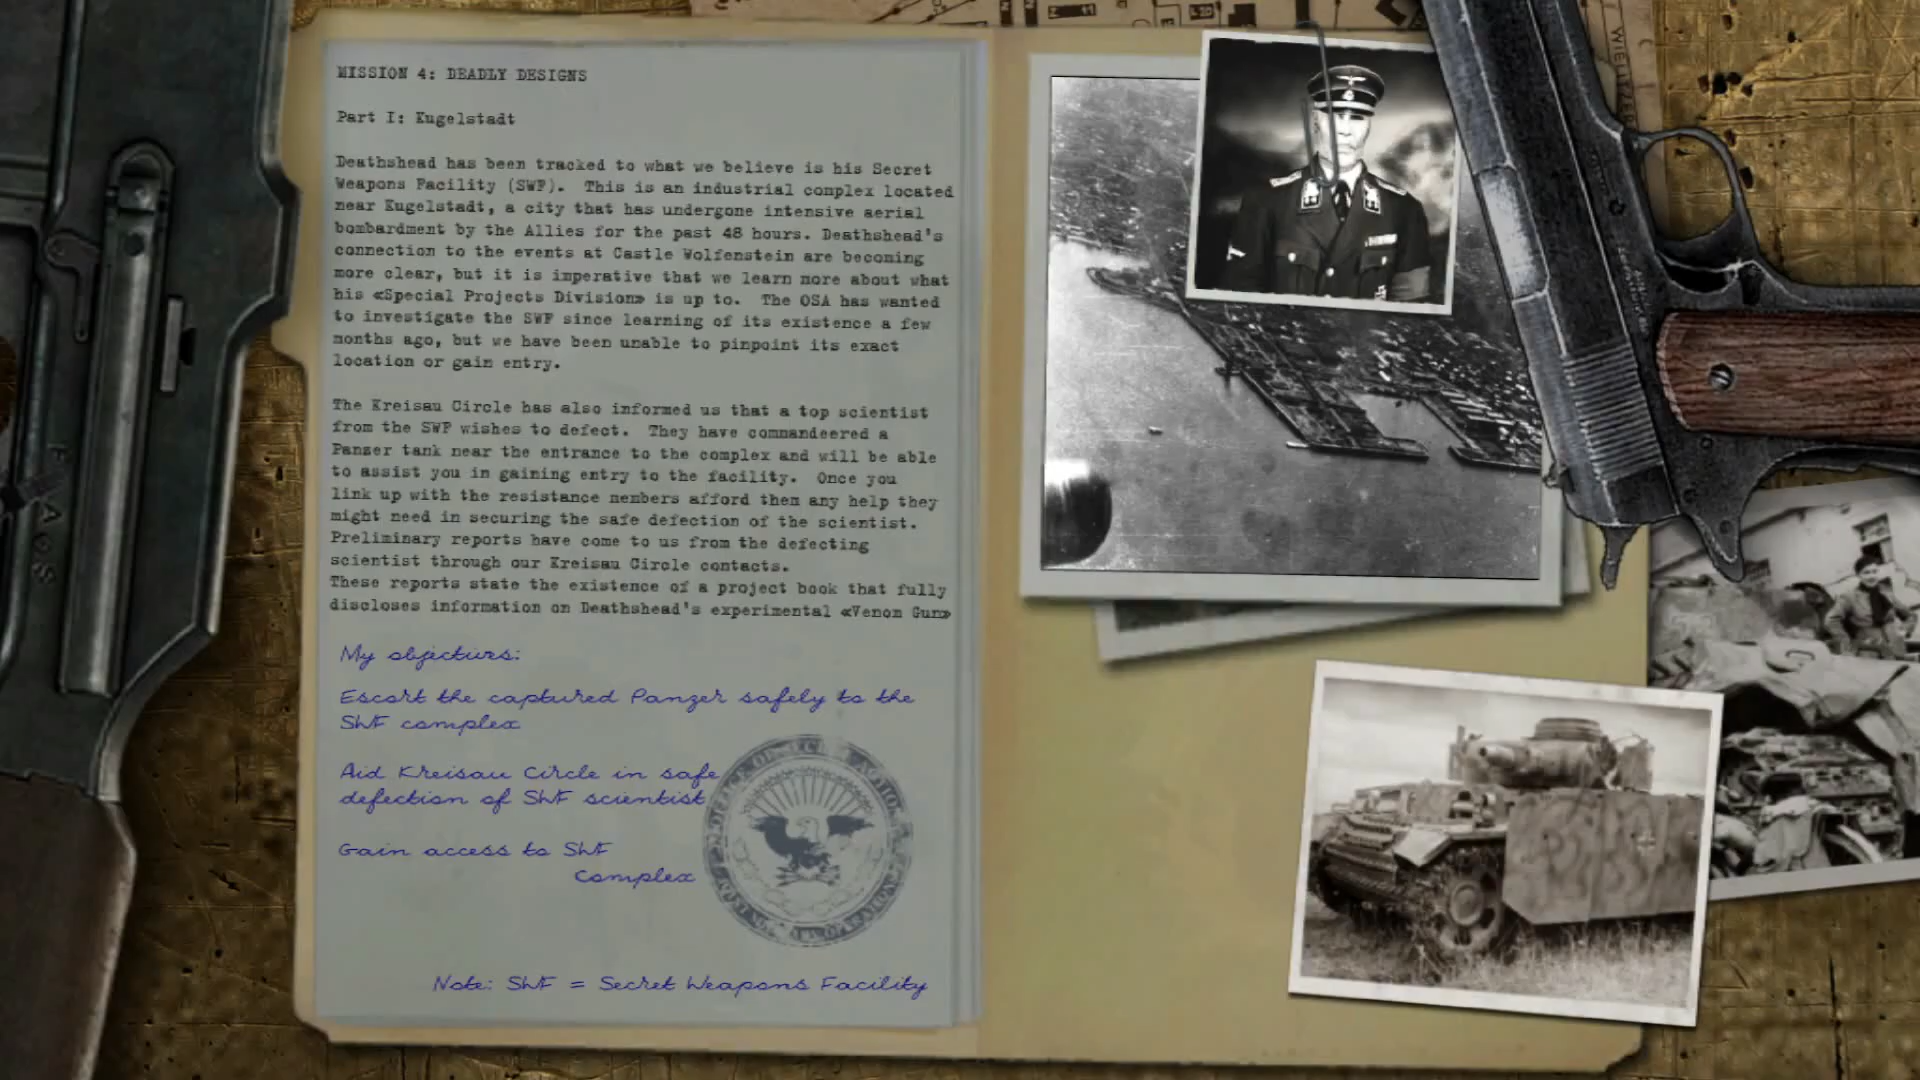 MISSION 4: DEADLY DESIGNS
Part I: Kugelstadt
Deathshead has been tracked to what we believe is his Secret
Weapons Facility (SWF). This is an industrial complex located
near Kugelstadt, a city that has undergone intensive aerial
bombardment by the Allies for the past 48 hours. Deathshead's
connection to the events at Castle Wolfenstein are becoming
more clear, but it is imperative that we learn more about what
his «Special Projects Division» is up to. The OSA has wanted
to investigate the SWF since learning of its existence a few
months ago, but we have been unable to pinpoint its exact
location or gain entry.
The Kreisau Circle has also informed us that a top scientist
from the SWF wishes to defect. They have commandeered a
Panzer tank near the entrance to the complex and will be able
to assist you in gaining entry to the facility. Once you
link up with the resistance members afford them any help they
might need in securing the safe defection of the scientist.
Preliminary reports have come to us from the defecting
scientist through our Kreisau Circle contacts.
These reports state the existence of a project book that fully
discloses information on Deathshead's experimental «Venom Gun»
My objectives:
Escort the captured Panzer safely to the
SWF complex
Aid Kreisau Circle in safe
defection of SWF scientist
Gain access to SWF
complex
Note: SWF = Secret Weapons Facility